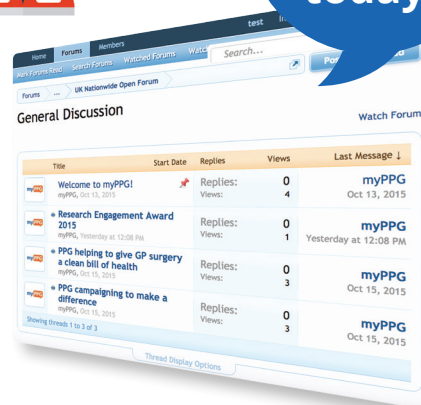 today
test
Home Forums Members
Mark Forums Read Search Forums Watched Forums
Search...
Forums ... UK Nationwide Open Forum
General Discussion
Watch Forum
Title Start Date Replies Views Last Message ↓
myPPG Welcome to myPPG! Replies: 0 myPPG
myPPG, Oct 13, 2015 Views: 4 Oct 13, 2015
myPPG Research Engagement Award Replies: 0 myPPG
2015 Views: 1 Yesterday at 12:08 PM
myPPG, Yesterday at 12:08 PM
myPPG PPG helping to give GP surgery Replies: 0 myPPG
a clean bill of health Views: 3 Oct 15, 2015
myPPG, Oct 15, 2015
myPPG PPG campaigning to make a Replies: 0 myPPG
difference Views: 3 Oct 15, 2015
myPPG, Oct 15, 2015
Showing threads 1 to 3 of 3
Thread Display Options